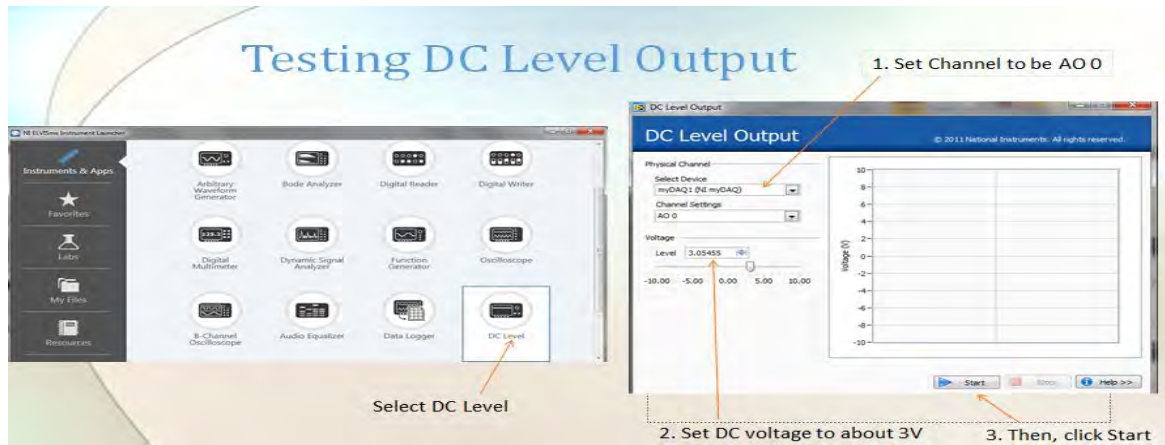 Testing DC Level Output
1. Set Channel to be AO 0
NI ELVISmx Instrument Launcher
Instruments & Apps
Favorites
Labs
My Files
Resources
Arbitrary
Waveform
Generator
Bode Analyzer
Digital Reader
Digital Writer
Digital
Multimeter
Dynamic Signal
Analyzer
Function
Generator
Oscilloscope
8-Channel
Oscilloscope
Audio Equalizer
Data Logger
DC Level
Select DC Level
DC Level Output
DC Level Output
© 2011 National Instruments. All rights reserved.
Physical Channel
Select Device
myDAQ1 (NI myDAQ)
Channel Settings
AO 0
Voltage
Level 3.05455
-10.00 -5.00 0.00 5.00 10.00
Voltage (V)
10
8
6
4
2
0
-2
-4
-6
-8
-10
Start
Stop
Help >>
2. Set DC voltage to about 3V
3. Then, click Start